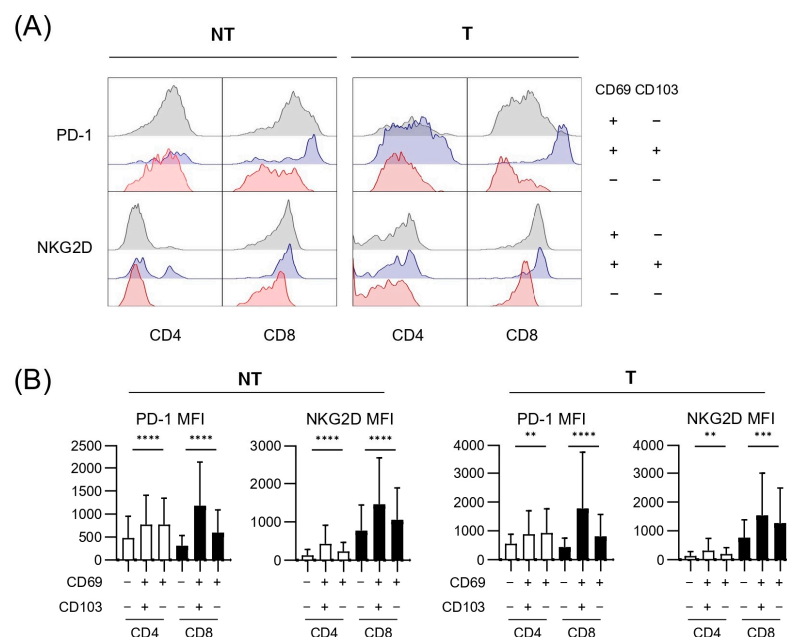 (A)
NT T
CD69 CD103
PD-1
+ −
+ +
− −
NKG2D
+ −
+ +
− −
CD4 CD8 CD4 CD8
(B)
NT T
PD-1 MFI NKG2D MFI PD-1 MFI NKG2D MFI
**** **** **** **** ** **** ** ***
2500 2000 1500 1000 500 0
3000 2000 1000 0
4000 3000 2000 1000 0
4000 3000 2000 1000 0
CD69 − + + − + + − + + − + + CD69 − + + − + + − + + − + +
CD103 − + − − + − − + − − + − CD103 − + − − + − − + − − + −
CD4 CD8 CD4 CD8 CD4 CD8 CD4 CD8